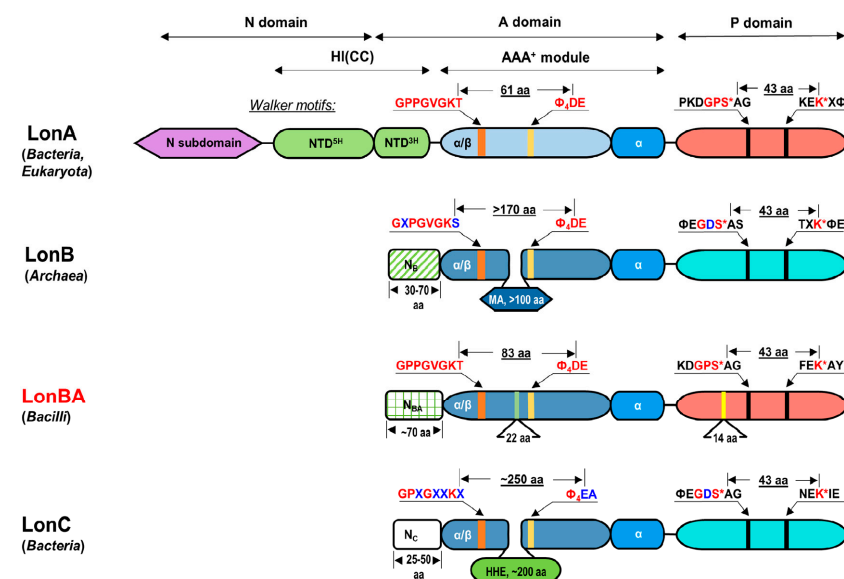 N domain A domain P domain
HI(CC) AAA⁺ module
Walker motifs: GPPGVGKT 61 aa Φ₄DE PKDGPS*AG 43 aa KEK*XΦ
LonA
(Bacteria,
Eukaryota)
N subdomain NTD⁵ᴴ NTD³ᴴ α/β α
GXPGVGKS >170 aa Φ₄DE ΦEGDS*AS 43 aa TXK*ΦE
LonB
(Archaea)
N_B α/β α
30-70
aa
MA, >100 aa
GPPGVGKT 83 aa Φ₄DE KDGPS*AG 43 aa FEK*AY
LonBA
(Bacilli)
N_BA α/β α
~70 aa 22 aa 14 aa
GPXGXXKX ~250 aa Φ₄EA ΦEGDS*AG 43 aa NEK*IE
LonC
(Bacteria)
N_C α/β α
25-50
aa
HHE, ~200 aa